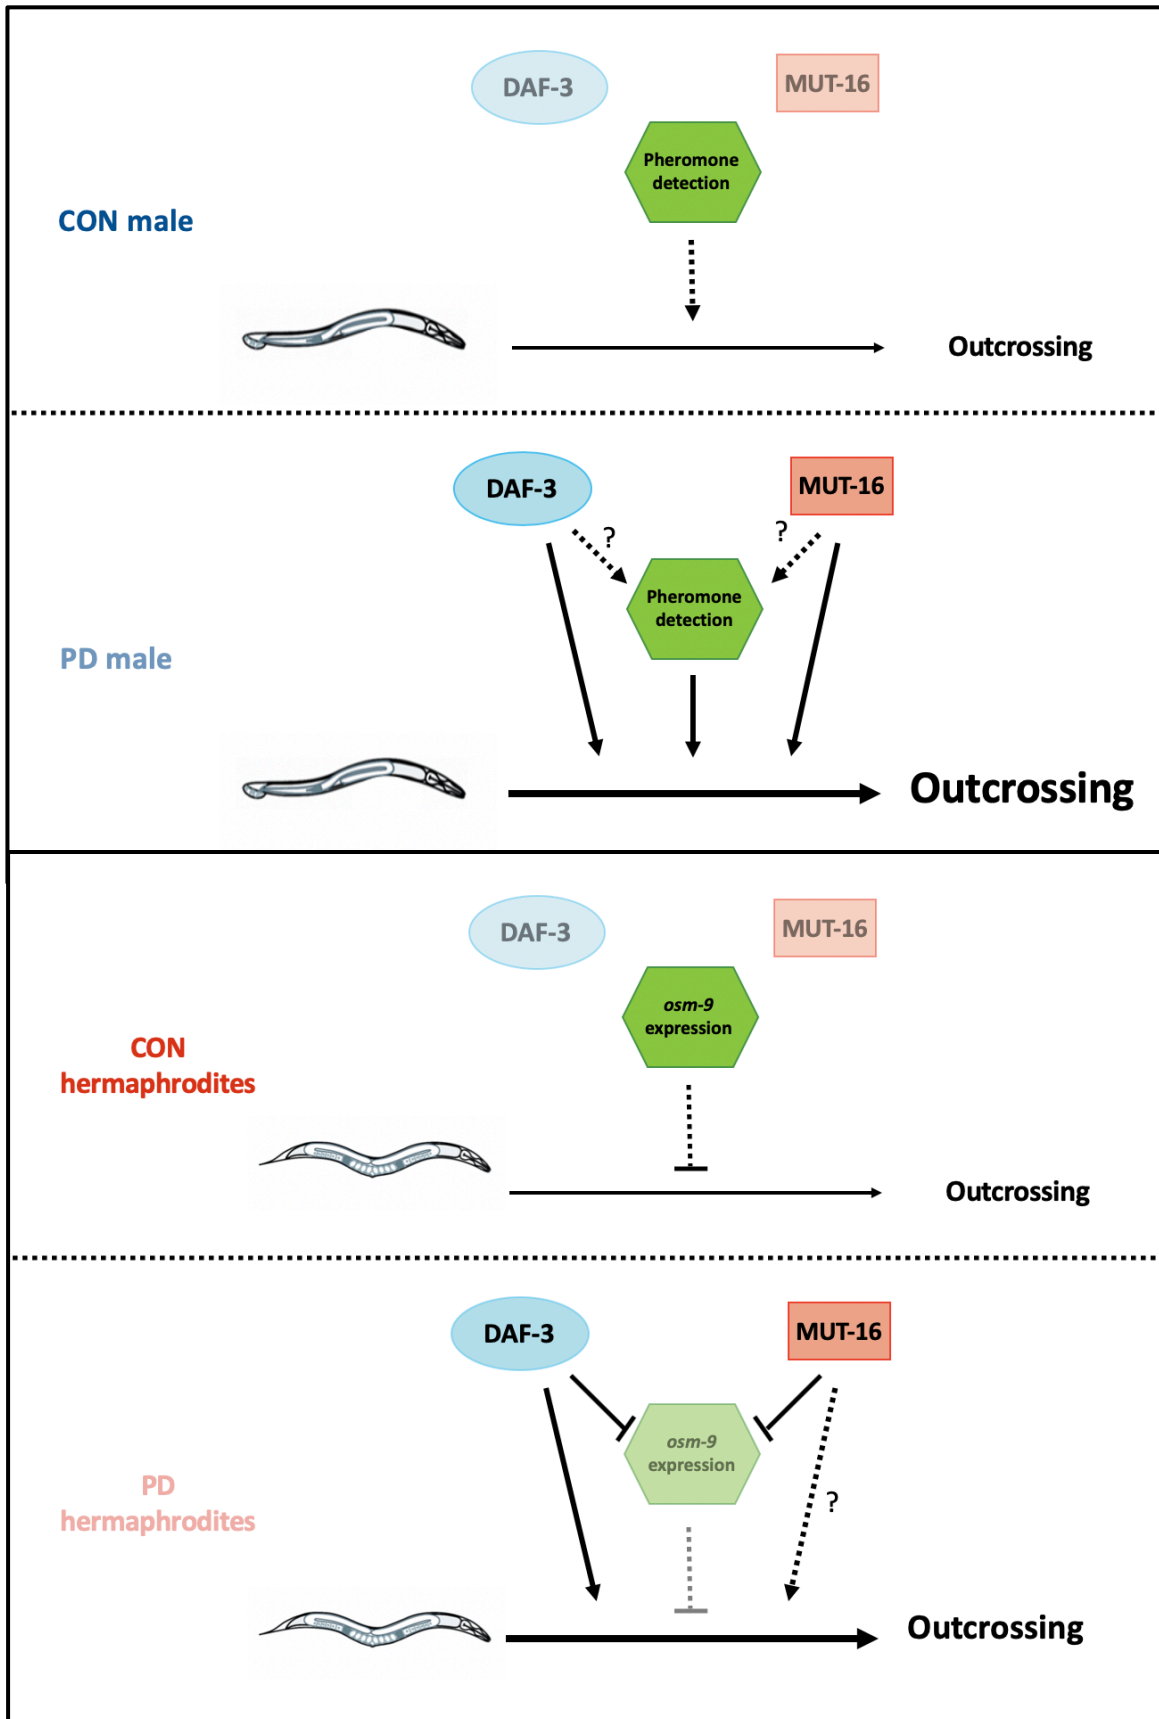 DAF-3
MUT-16
Pheromone
detection
CON male
Outcrossing
DAF-3
MUT-16
?
?
Pheromone
detection
PD male
Outcrossing
DAF-3
MUT-16
osm-9
expression
CON
hermaphrodites
Outcrossing
DAF-3
MUT-16
osm-9
expression
PD
hermaphrodites
?
Outcrossing